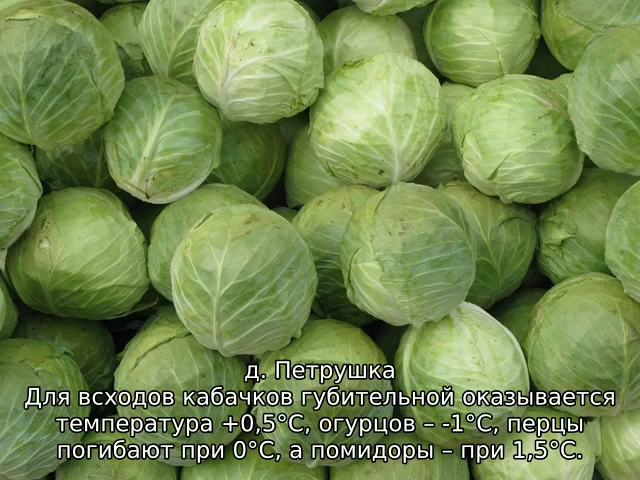 д. Петрушка
Для всходов кабачков губительной оказывается
температура +0,5°С, огурцов – -1°С, перцы
погибают при 0°С, а помидоры – при 1,5°С.